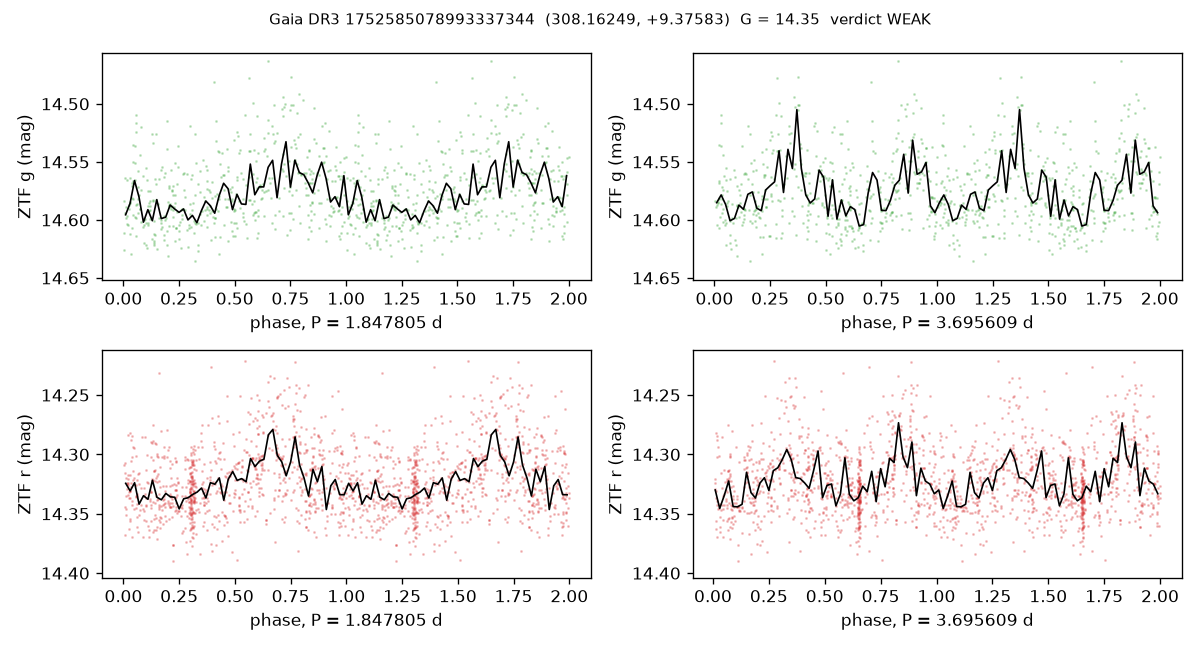 Gaia DR3 1752585078993337344 (308.16249, +9.37583) G = 14.35 verdict WEAK
ZTF g (mag)
14.50
14.55
14.60
14.65
0.00 0.25 0.50 0.75 1.00 1.25 1.50 1.75 2.00
phase, P = 1.847805 d
ZTF g (mag)
14.50
14.55
14.60
14.65
0.00 0.25 0.50 0.75 1.00 1.25 1.50 1.75 2.00
phase, P = 3.695609 d
ZTF r (mag)
14.25
14.30
14.35
14.40
0.00 0.25 0.50 0.75 1.00 1.25 1.50 1.75 2.00
phase, P = 1.847805 d
ZTF r (mag)
14.25
14.30
14.35
14.40
0.00 0.25 0.50 0.75 1.00 1.25 1.50 1.75 2.00
phase, P = 3.695609 d